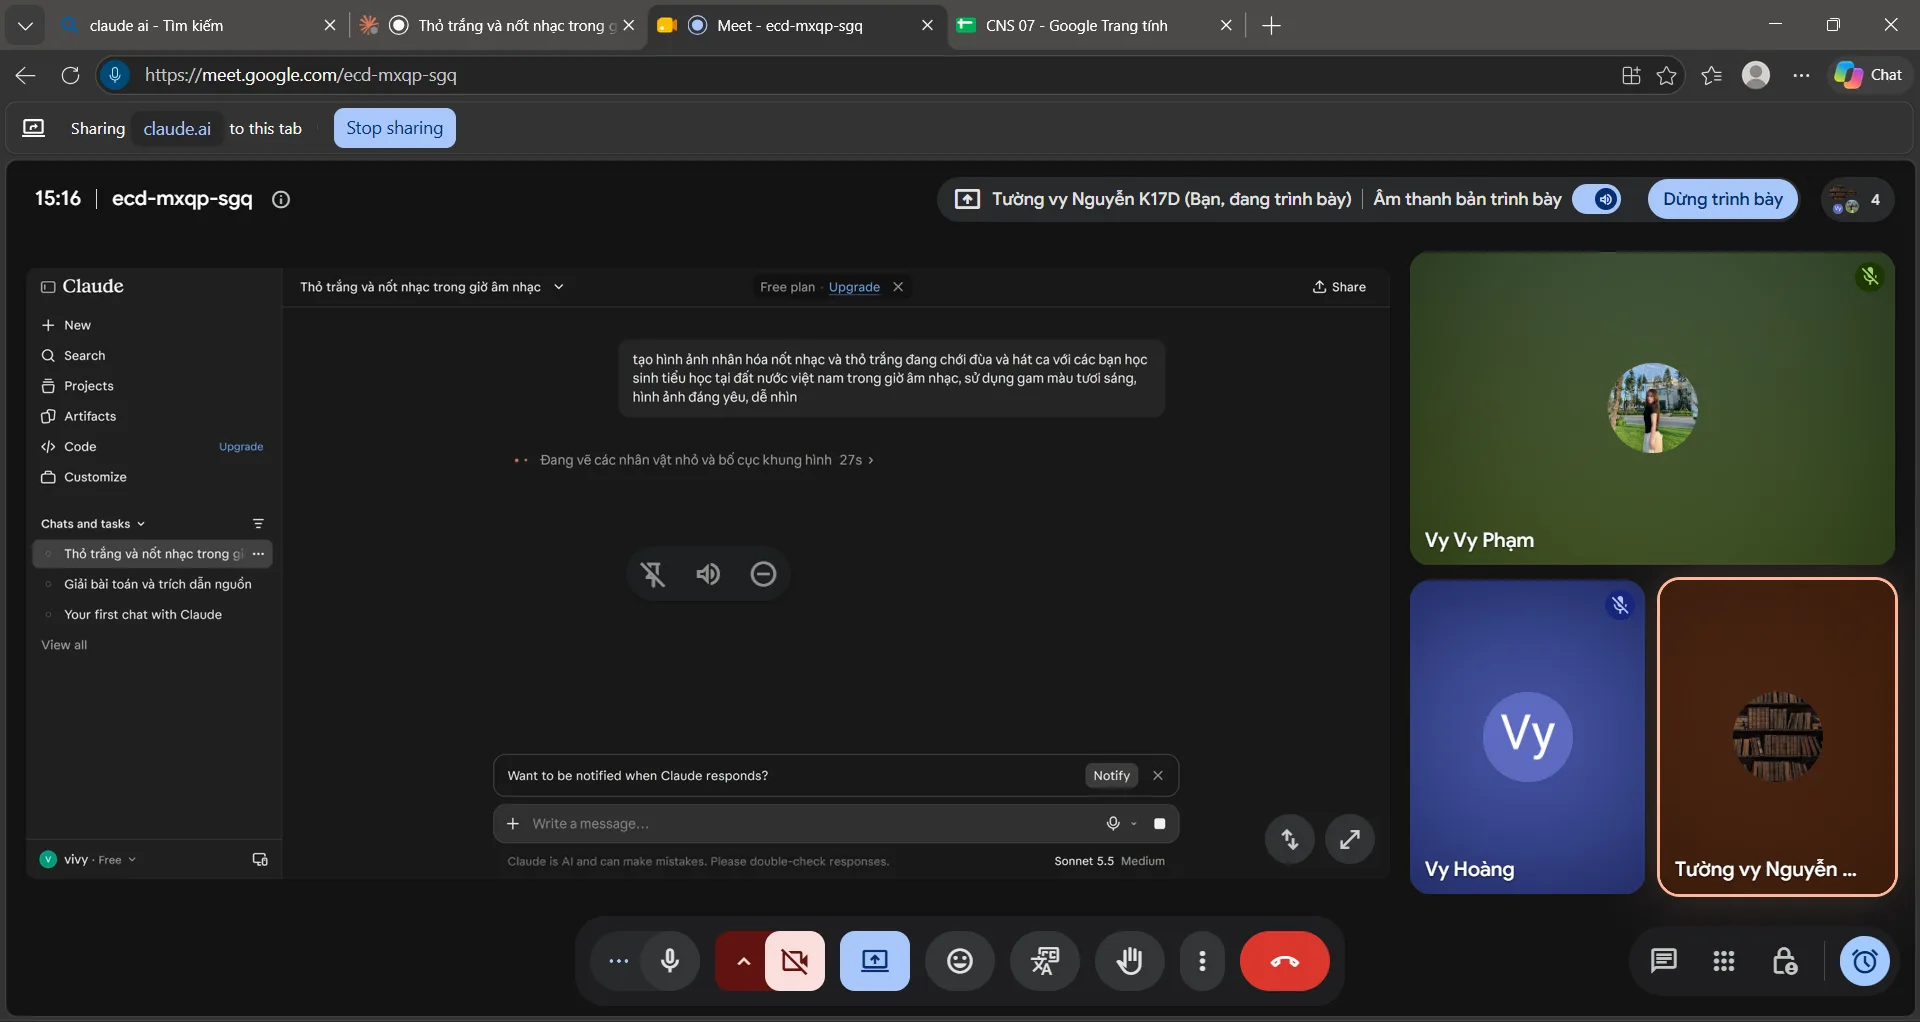 claude ai - Tìm kiếm
Thỏ trắng và nốt nhạc trong g
Meet - ecd-mxqp-sgq
CNS 07 - Google Trang tính
https://meet.google.com/ecd-mxqp-sgq
Chat
Sharing claude.ai to this tab
Stop sharing
15:16 ecd-mxqp-sgq
Tường vy Nguyễn K17D (Bạn, đang trình bày)
Âm thanh bản trình bày
Dừng trình bày
4
Claude
New
Search
Projects
Artifacts
Code
Upgrade
Customize
Chats and tasks
Thỏ trắng và nốt nhạc trong gi
Giải bài toán và trích dẫn nguồn
Your first chat with Claude
View all
vivy · Free
V
Thỏ trắng và nốt nhạc trong giờ âm nhạc
Free plan · Upgrade
Share
tạo hình ảnh nhân hóa nốt nhạc và thỏ trắng đang chới đùa và hát ca với các bạn học
sinh tiểu học tại đất nước việt nam trong giờ âm nhạc, sử dụng gam màu tươi sáng,
hình ảnh đáng yêu, dễ nhìn
Đang vẽ các nhân vật nhỏ và bố cục khung hình 27s
Want to be notified when Claude responds?
Notify
Write a message...
Claude is AI and can make mistakes. Please double-check responses.
Sonnet 5.5 Medium
Vy Vy Phạm
Vy
Vy Hoàng
Tường vy Nguyễn ...